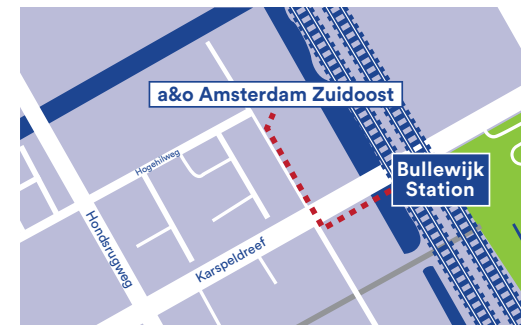 a&o Amsterdam Zuidoost
Bullewijk
Station
Hogehilweg
Hondsrugweg
Karspeldreef